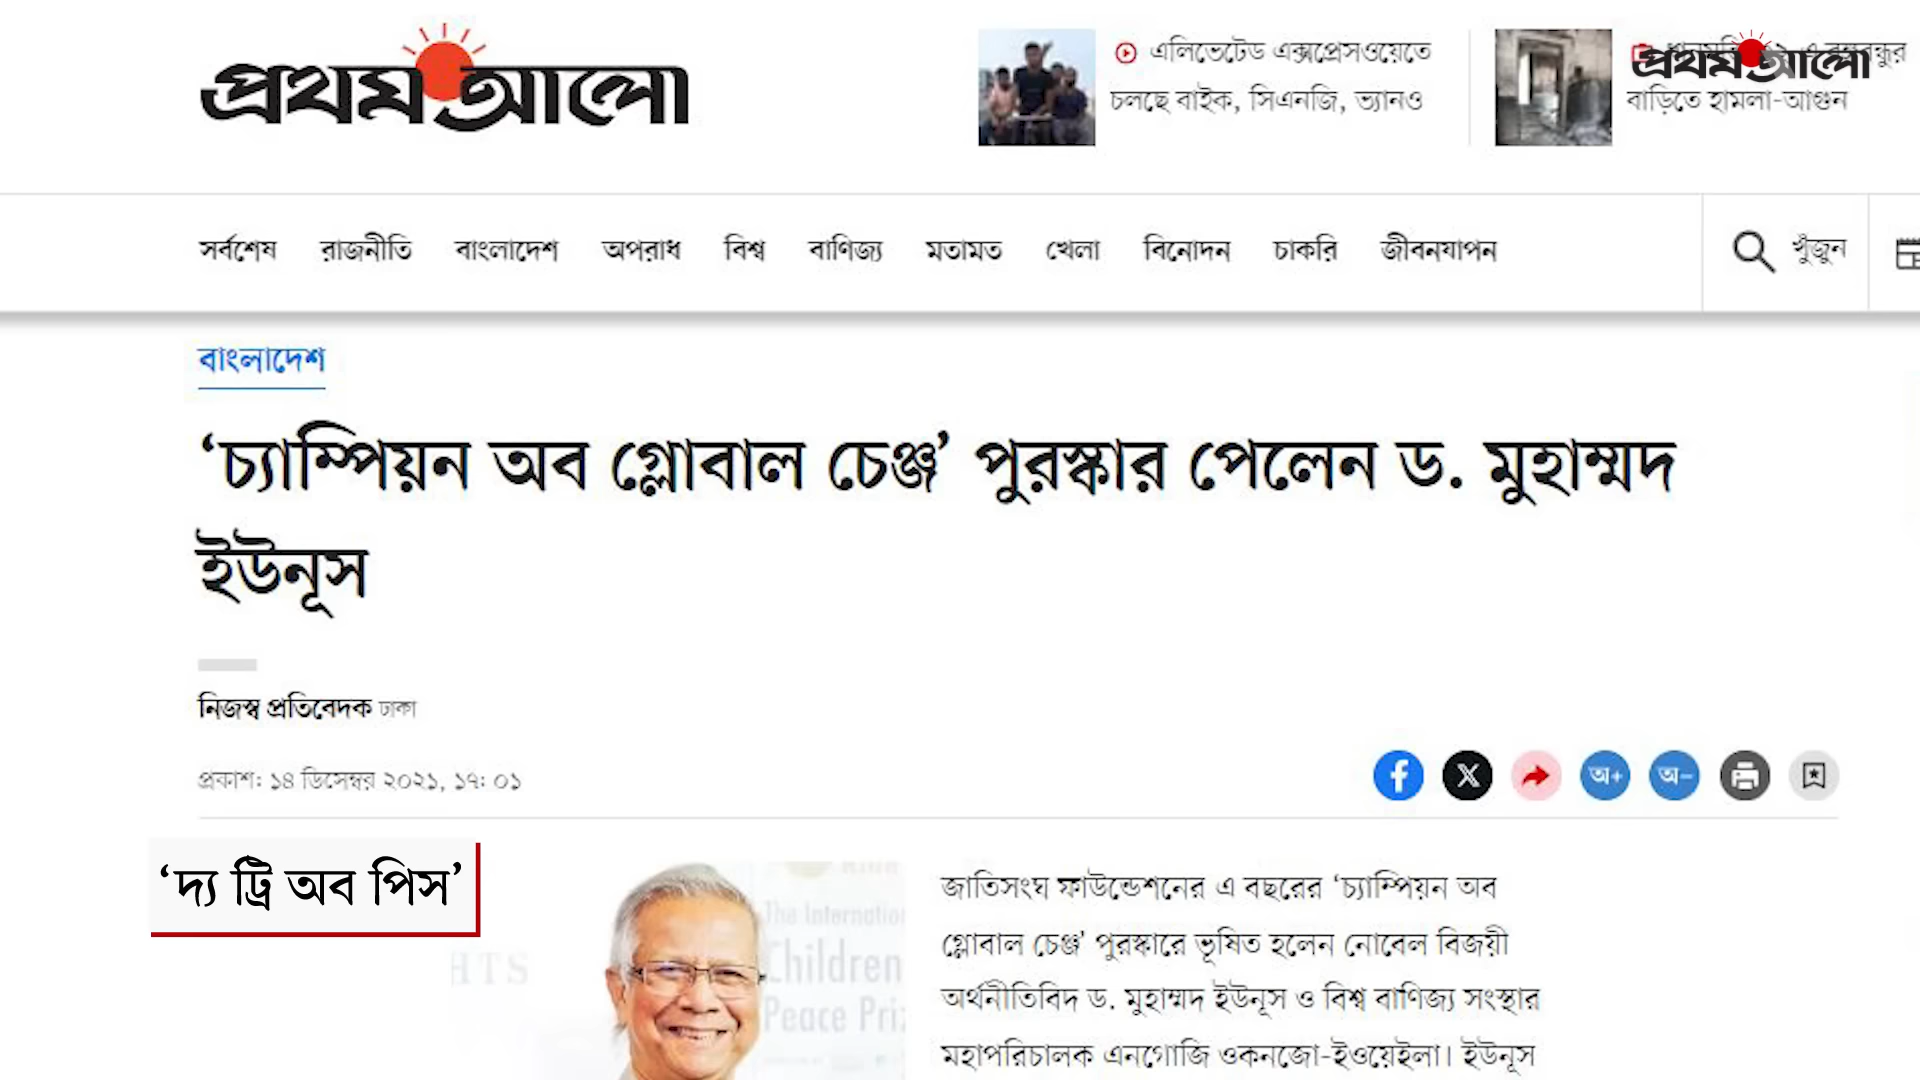 প্রথম আলো
এলিভেটেড এক্সপ্রেসওয়েতে
চলছে বাইক, সিএনজি, ভ্যানও
প্রথম আলো
বাড়িতে হামলা-আগুন
সর্বশেষ রাজনীতি বাংলাদেশ অপরাধ বিশ্ব বাণিজ্য মতামত খেলা বিনোদন চাকরি জীবনযাপন খুঁজুন
বাংলাদেশ
‘চ্যাম্পিয়ন অব গ্লোবাল চেঞ্জ’ পুরস্কার পেলেন ড. মুহাম্মদ
ইউনূস
নিজস্ব প্রতিবেদক ঢাকা
প্রকাশ: ১৪ ডিসেম্বর ২০২১, ১৭: ০১
অ+ অ−
‘দ্য ট্রি অব পিস’
HTS
The Internatio
Children
Peace Pri
জাতিসংঘ ফাউন্ডেশনের এ বছরের ‘চ্যাম্পিয়ন অব
গ্লোবাল চেঞ্জ’ পুরস্কারে ভূষিত হলেন নোবেল বিজয়ী
অর্থনীতিবিদ ড. মুহাম্মদ ইউনূস ও বিশ্ব বাণিজ্য সংস্থার
মহাপরিচালক এনগোজি ওকনজো-ইওয়েইলা। ইউনূস